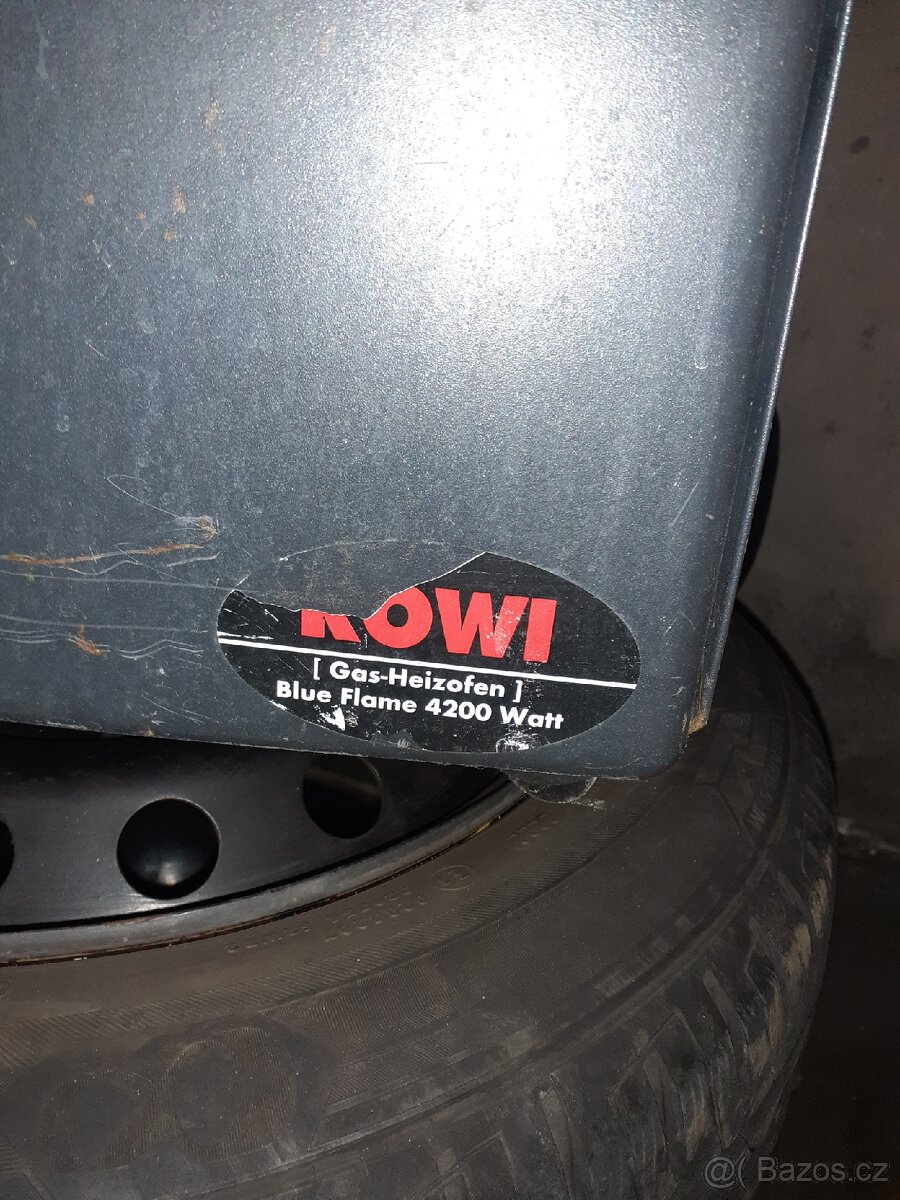 ROWI
[ Gas-Heizofen ]
Blue Flame 4200 Watt
@( Bazos.cz